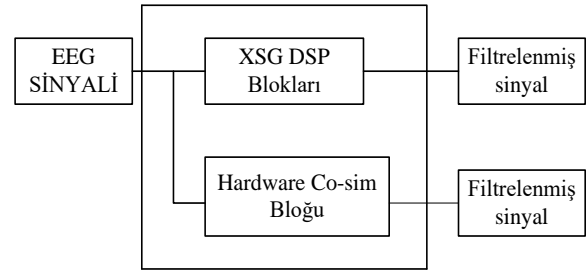 EEG
SİNYALİ
XSG DSP
Blokları
Filtrelenmiş
sinyal
Hardware Co-sim
Bloğu
Filtrelenmiş
sinyal